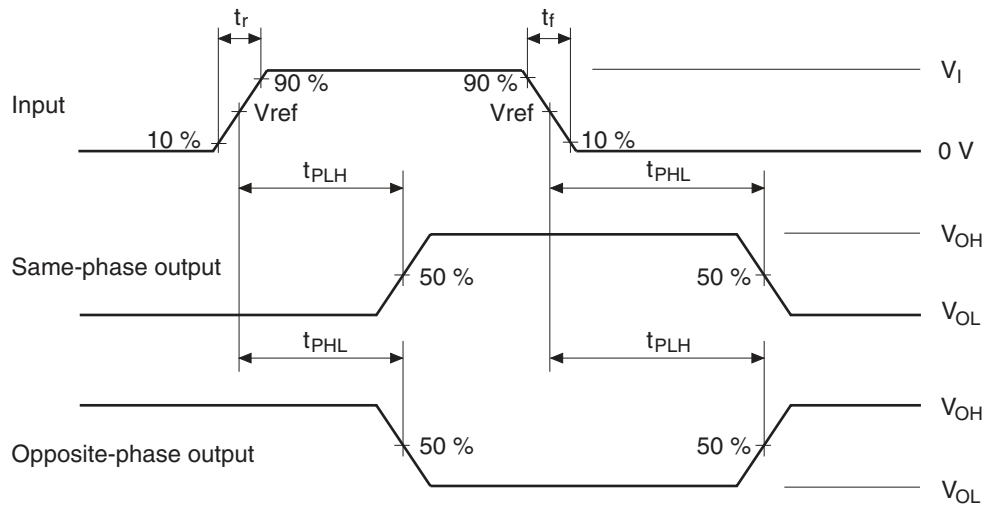 tr tf
90 % 90 % VI
Input Vref Vref
10 % 10 % 0 V
tPLH tPHL
VOH
Same-phase output 50 % 50 %
VOL
tPHL tPLH
VOH
Opposite-phase output 50 % 50 %
VOL